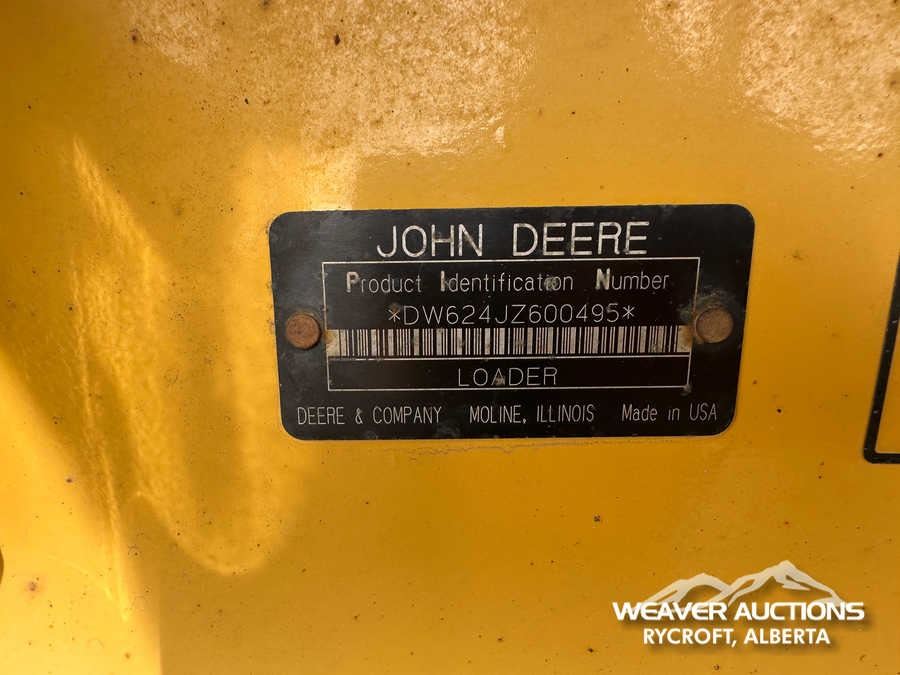 JOHN DEERE
Product Identification Number
*DW624JZ600495*
LOADER
DEERE & COMPANY MOLINE, ILLINOIS Made in USA
WEAVER AUCTIONS
RYCROFT, ALBERTA